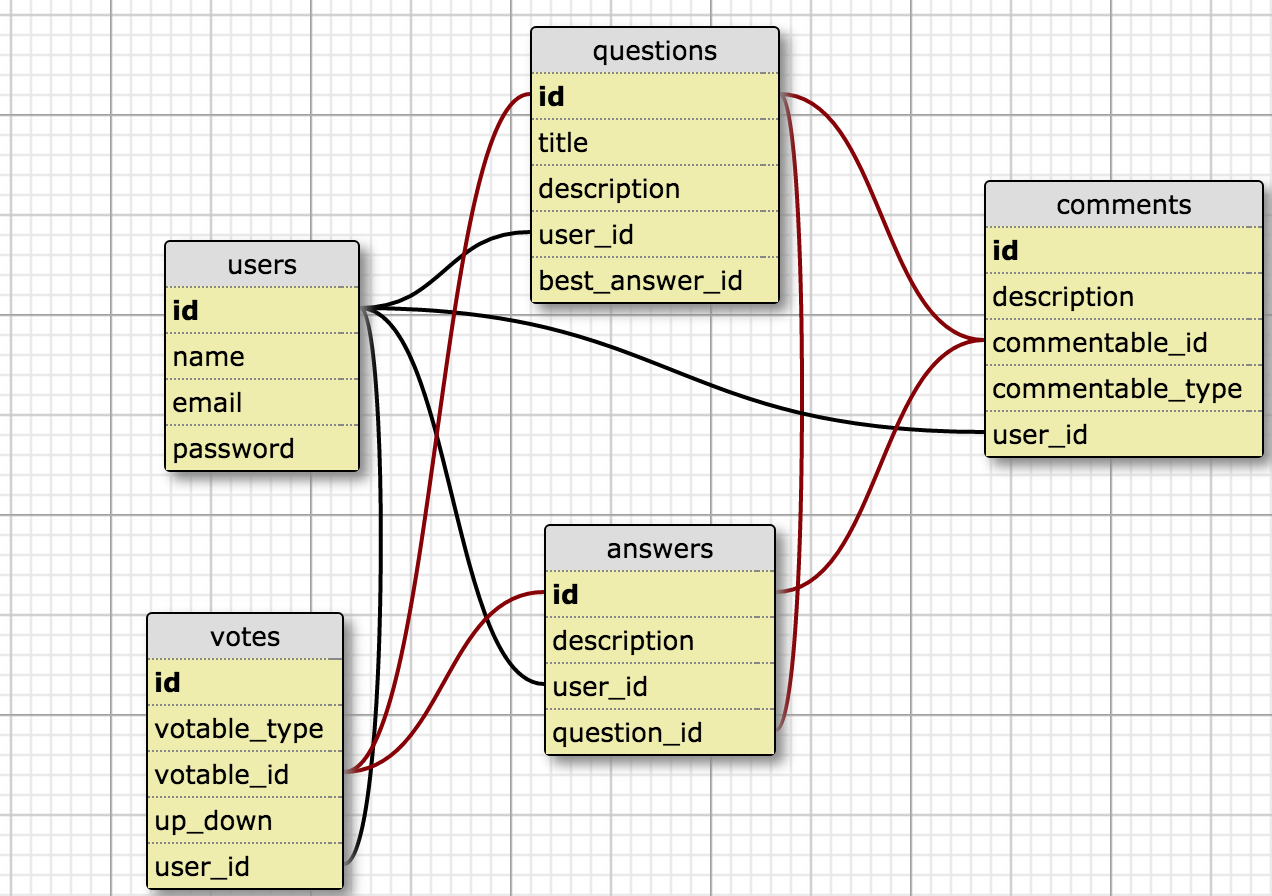 questions
id
title
description
user_id
best_answer_id
comments
id
description
commentable_id
commentable_type
user_id
users
id
name
email
password
answers
id
description
user_id
question_id
votes
id
votable_type
votable_id
up_down
user_id